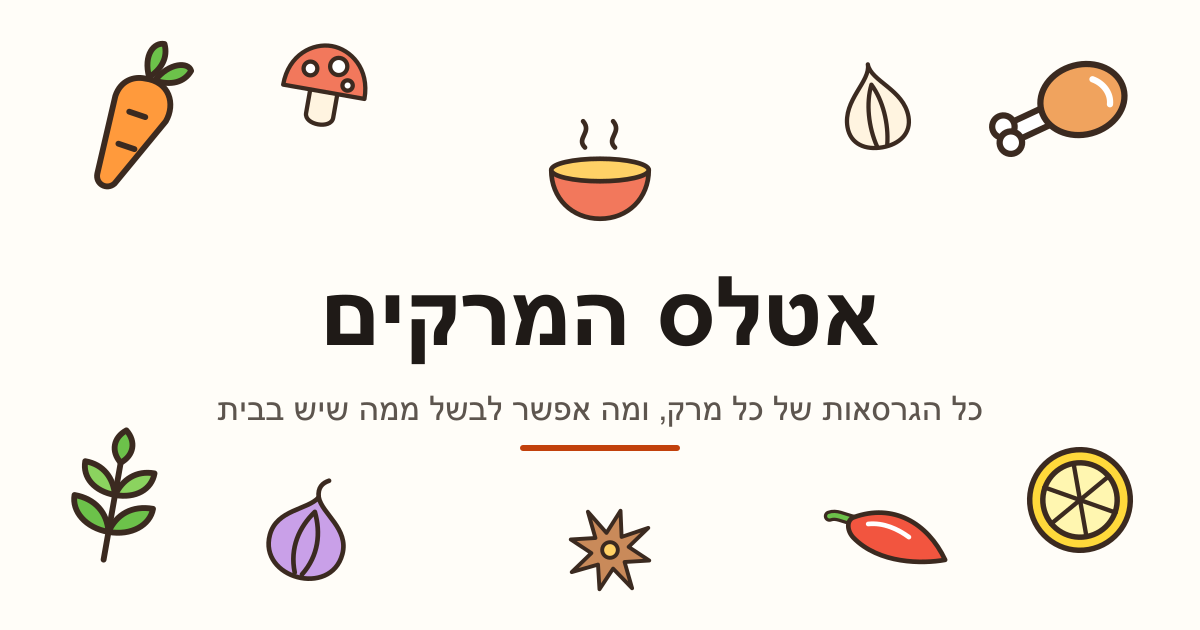 אטלס המרקים
כל הגרסאות של כל מרק, ומה אפשר לבשל ממה שיש בבית